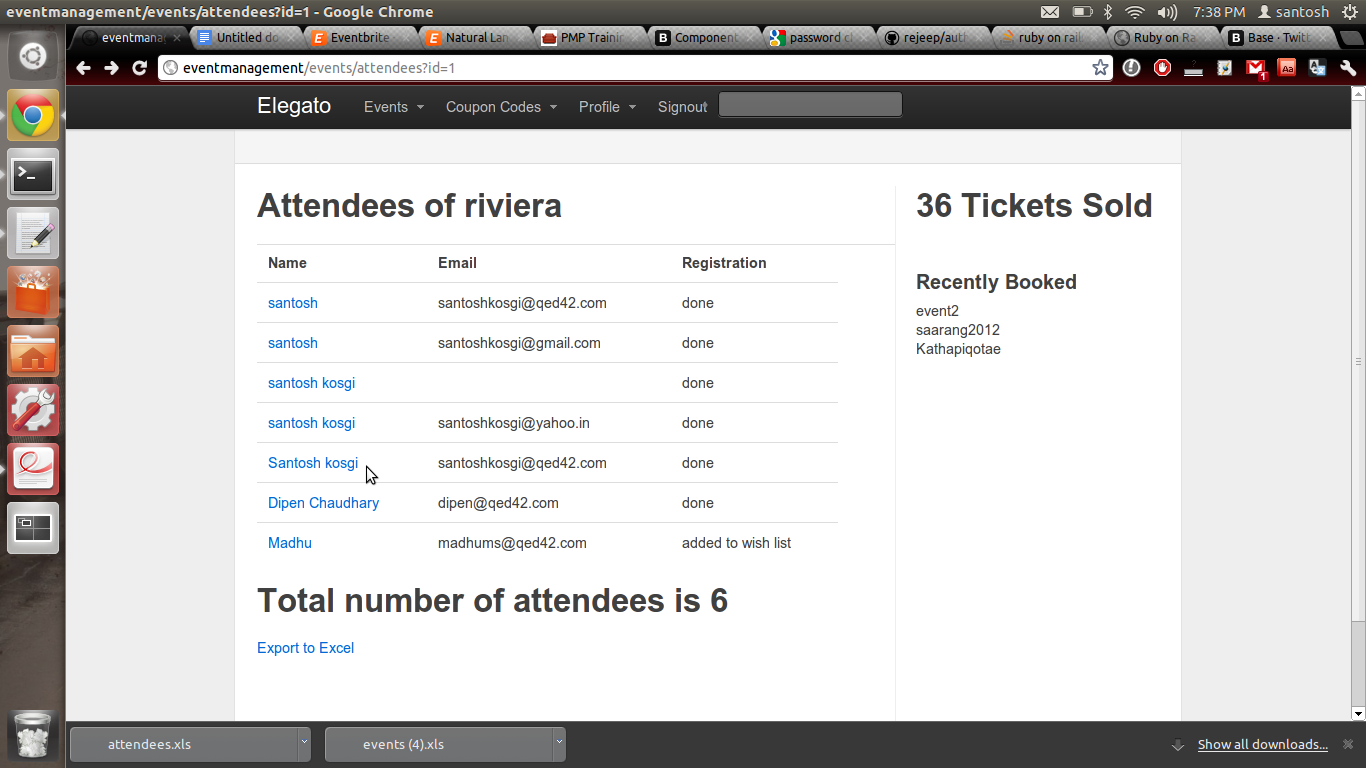 eventmanagement/events/attendees?id=1 - Google Chrome
7:38 PM santosh
eventmana Untitled do Eventbrite Natural Lan PMP Trainin Component password c rejeep/aut ruby on rail Ruby on Ra Base · Twitt
eventmanagement/events/attendees?id=1
Elegato Events Coupon Codes Profile Signout
Attendees of riviera
Name Email Registration
santosh santoshkosgi@qed42.com done
santosh santoshkosgi@gmail.com done
santosh kosgi done
santosh kosgi santoshkosgi@yahoo.in done
Santosh kosgi santoshkosgi@qed42.com done
Dipen Chaudhary dipen@qed42.com done
Madhu madhums@qed42.com added to wish list
Total number of attendees is 6
Export to Excel
36 Tickets Sold
Recently Booked
event2
saarang2012
Kathapiqotae
attendees.xls events (4).xls Show all downloads...